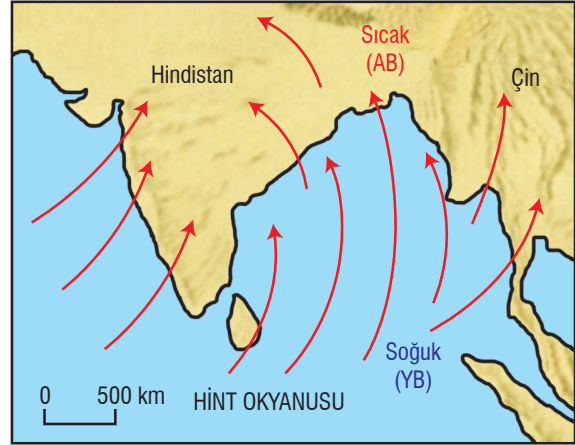 Sıcak
(AB)
Hindistan
Çin
Soğuk
(YB)
0 500 km
HİNT OKYANUSU